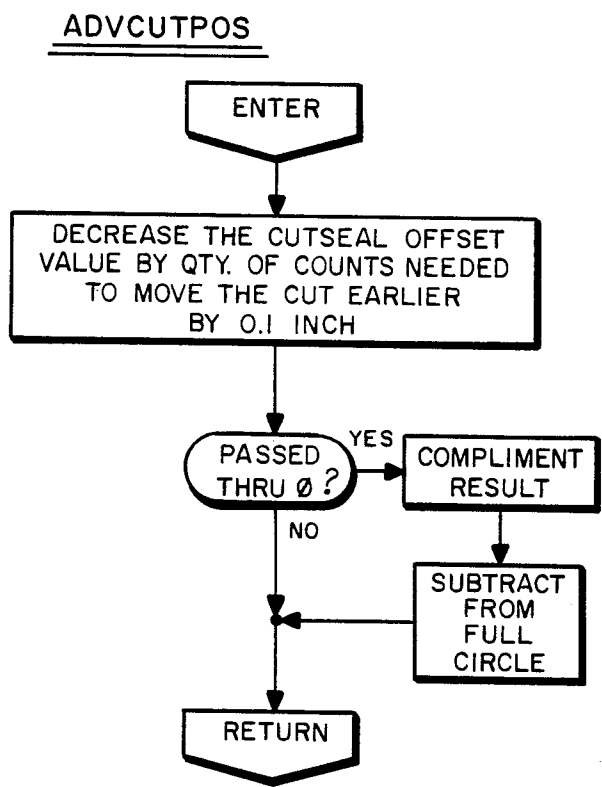 ADVCUTPOS
ENTER
DECREASE THE CUTSEAL OFFSET
VALUE BY QTY. OF COUNTS NEEDED
TO MOVE THE CUT EARLIER
BY 0.1 INCH
PASSED
THRU Ø?
YES
NO
COMPLIMENT
RESULT
SUBTRACT
FROM
FULL
CIRCLE
RETURN